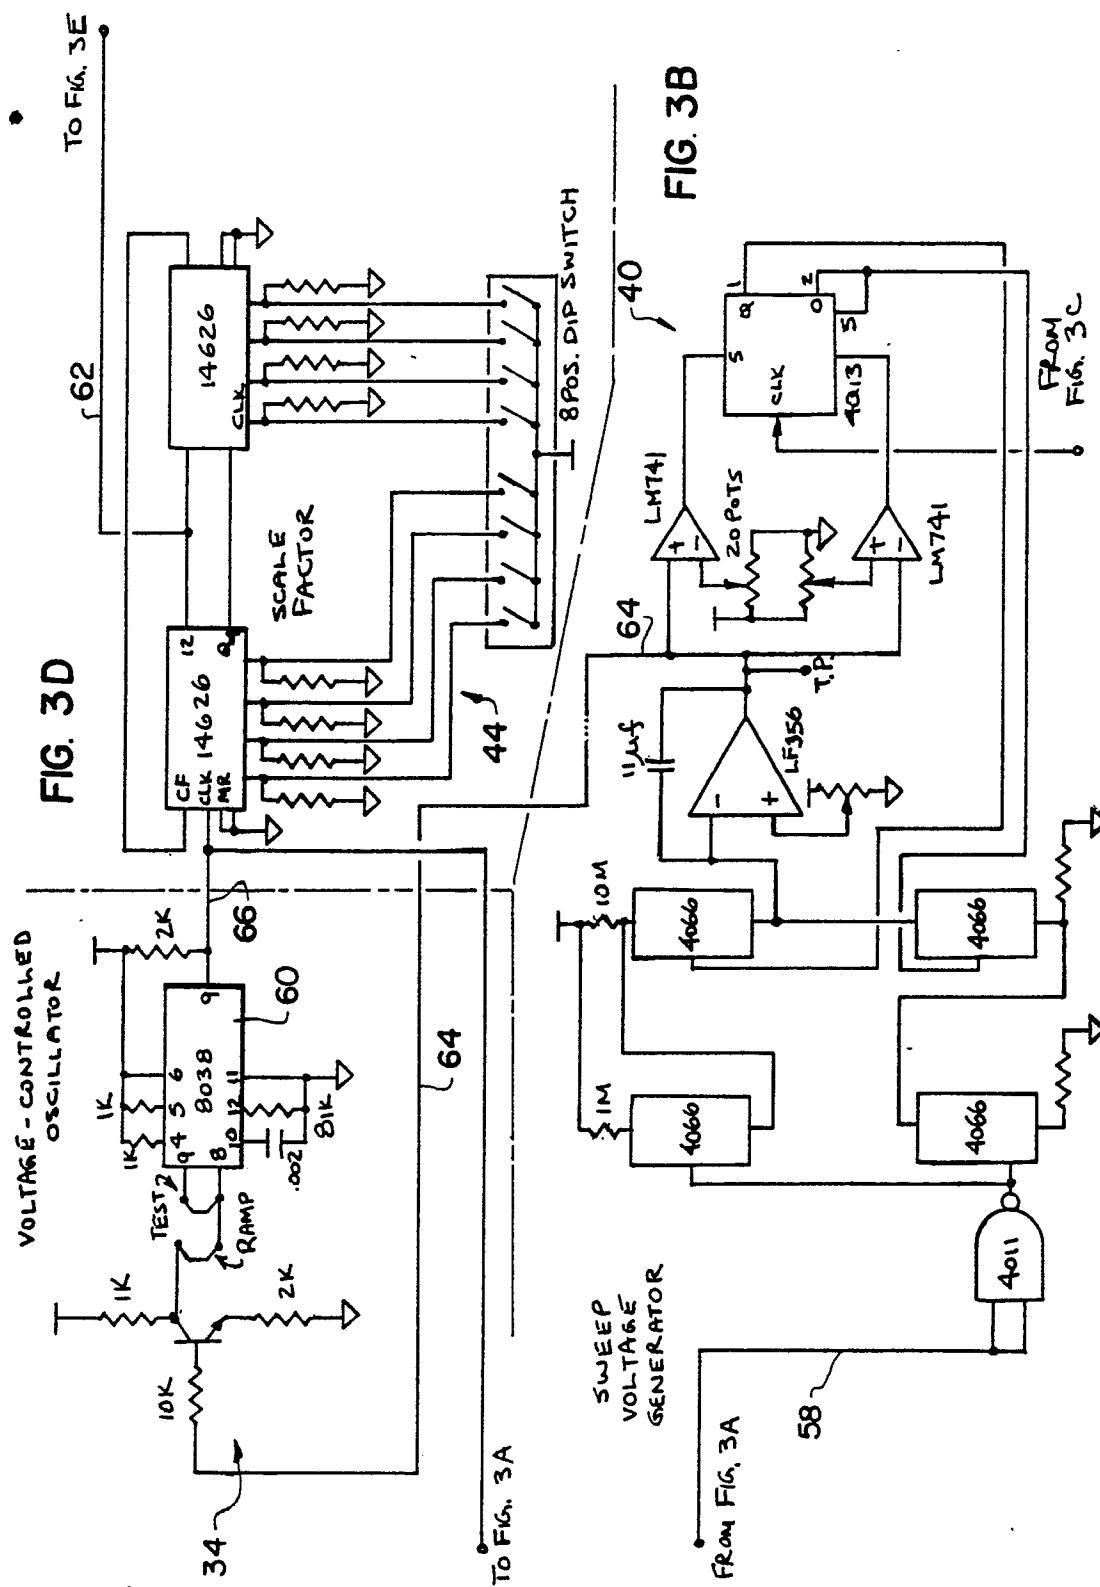 FIG. 3D
TO FIG. 3E
62
VOLTAGE-CONTROLLED
OSCILLATOR
34
10K
1K
2K
TEST
RAMP
1K
1K
2K
9
4
5
6
8038
9
8
10
12
11
.002
81K
60
66
64
CF
CLK
MR
14626
12
Q
SCALE
FACTOR
14626
CLK
44
8 POS. DIP SWITCH
TO FIG. 3A
FIG. 3B
40
SWEEP
VOLTAGE
GENERATOR
FROM FIG. 3A
58
4011
1M
10M
4066
4066
4066
4066
11μf
LF356
T.P.
64
LM741
20 POTS
LM741
S
Q
1
CLK
O
2
5
4013
FROM
FIG. 3C